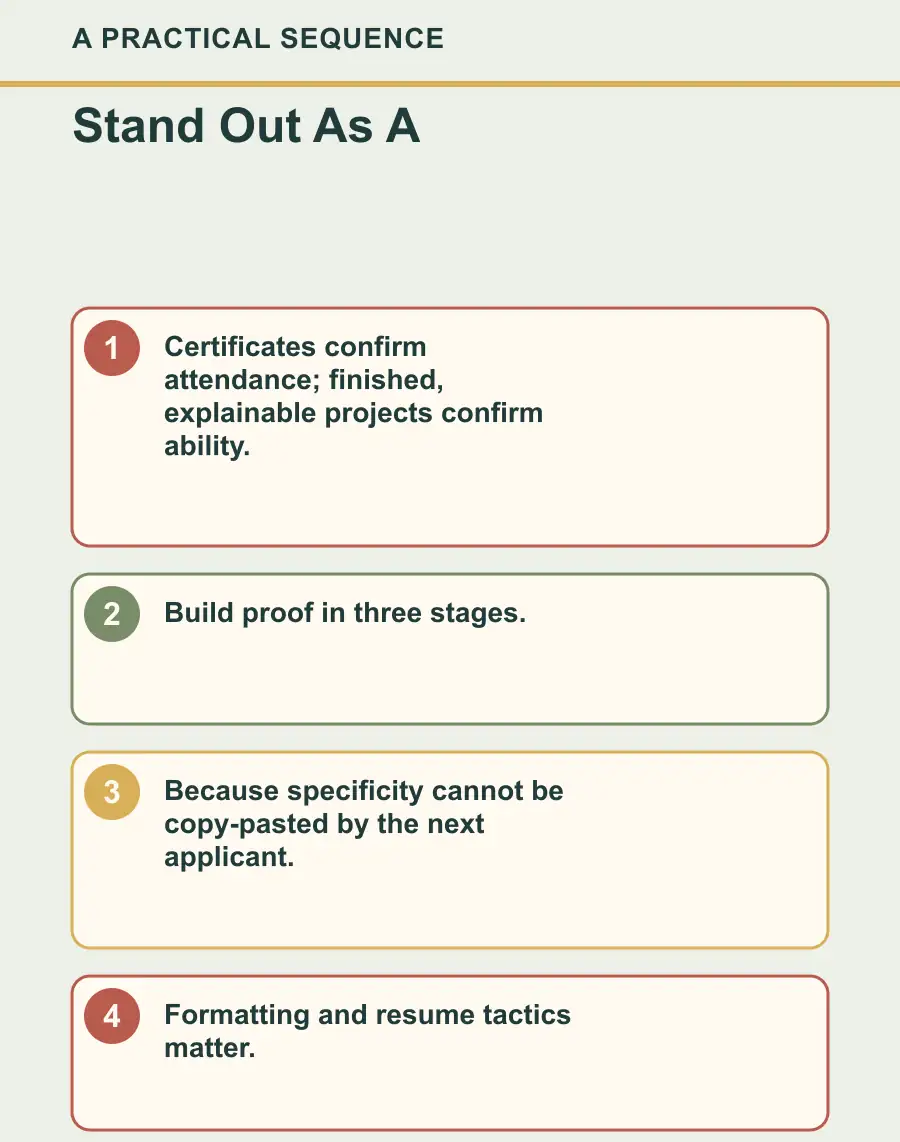 A PRACTICAL SEQUENCE
Stand Out As A
1
Certificates confirm
attendance; finished,
explainable projects confirm
ability.
2
Build proof in three stages.
3
Because specificity cannot be
copy-pasted by the next
applicant.
4
Formatting and resume tactics
matter.